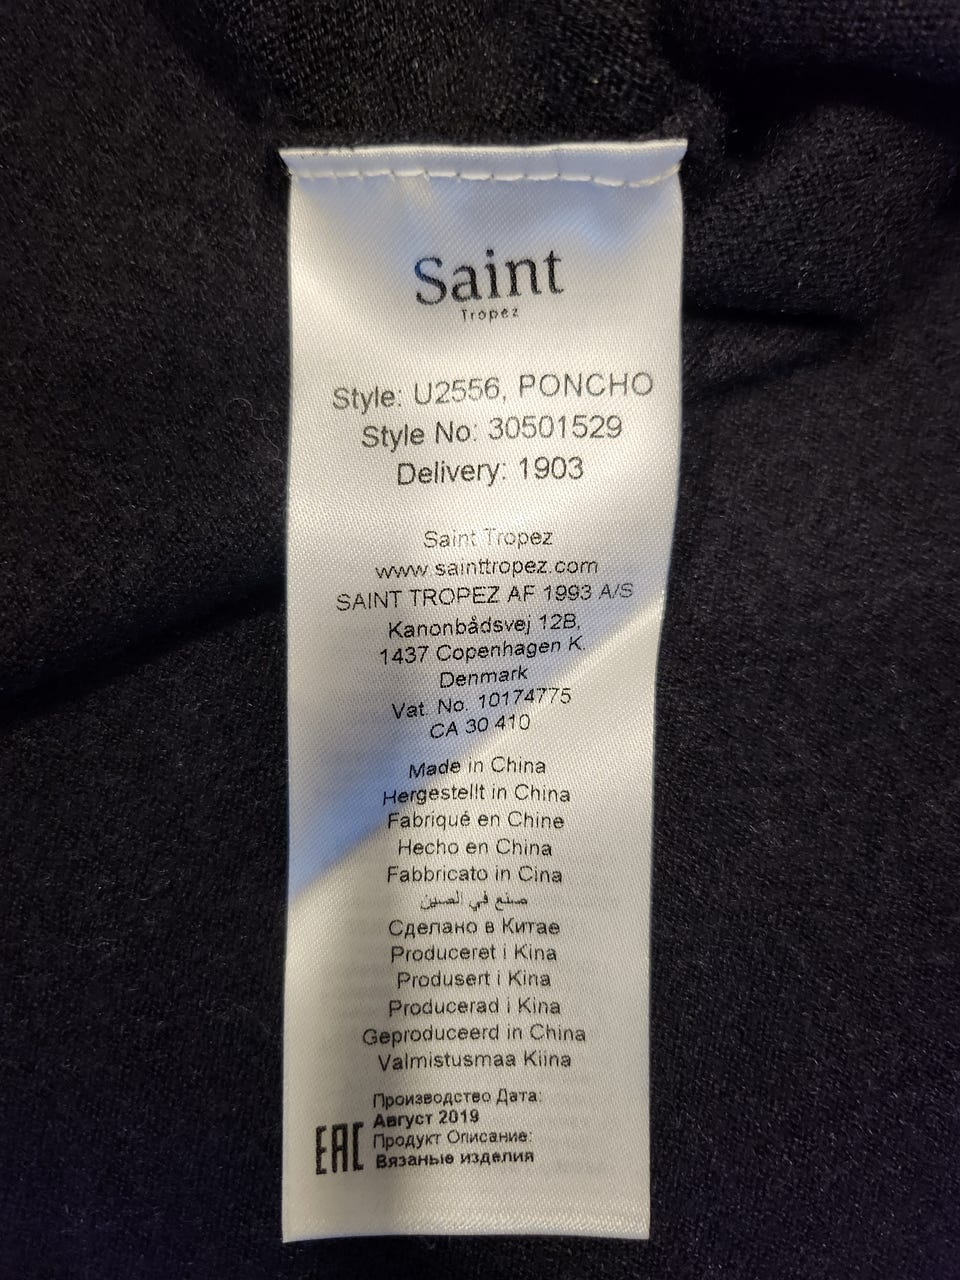 Saint
Tropez
Style: U2556, PONCHO
Style No: 30501529
Delivery: 1903
Saint Tropez
www.sainttropez.com
SAINT TROPEZ AF 1993 A/S
Kanonbådsvej 12B,
1437 Copenhagen K.
Denmark
Vat. No. 10174775
CA 30 410
Made in China
Hergestellt in China
Fabriqué en Chine
Hecho en China
Fabbricato in Cina
صنع في الصين
Сделано в Китае
Produceret i Kina
Produsert i Kina
Producerad i Kina
Geproduceerd in China
Valmistusmaa Kiina
Производство Дата:
Август 2019
EAC Продукт Описание:
Вязаные изделия